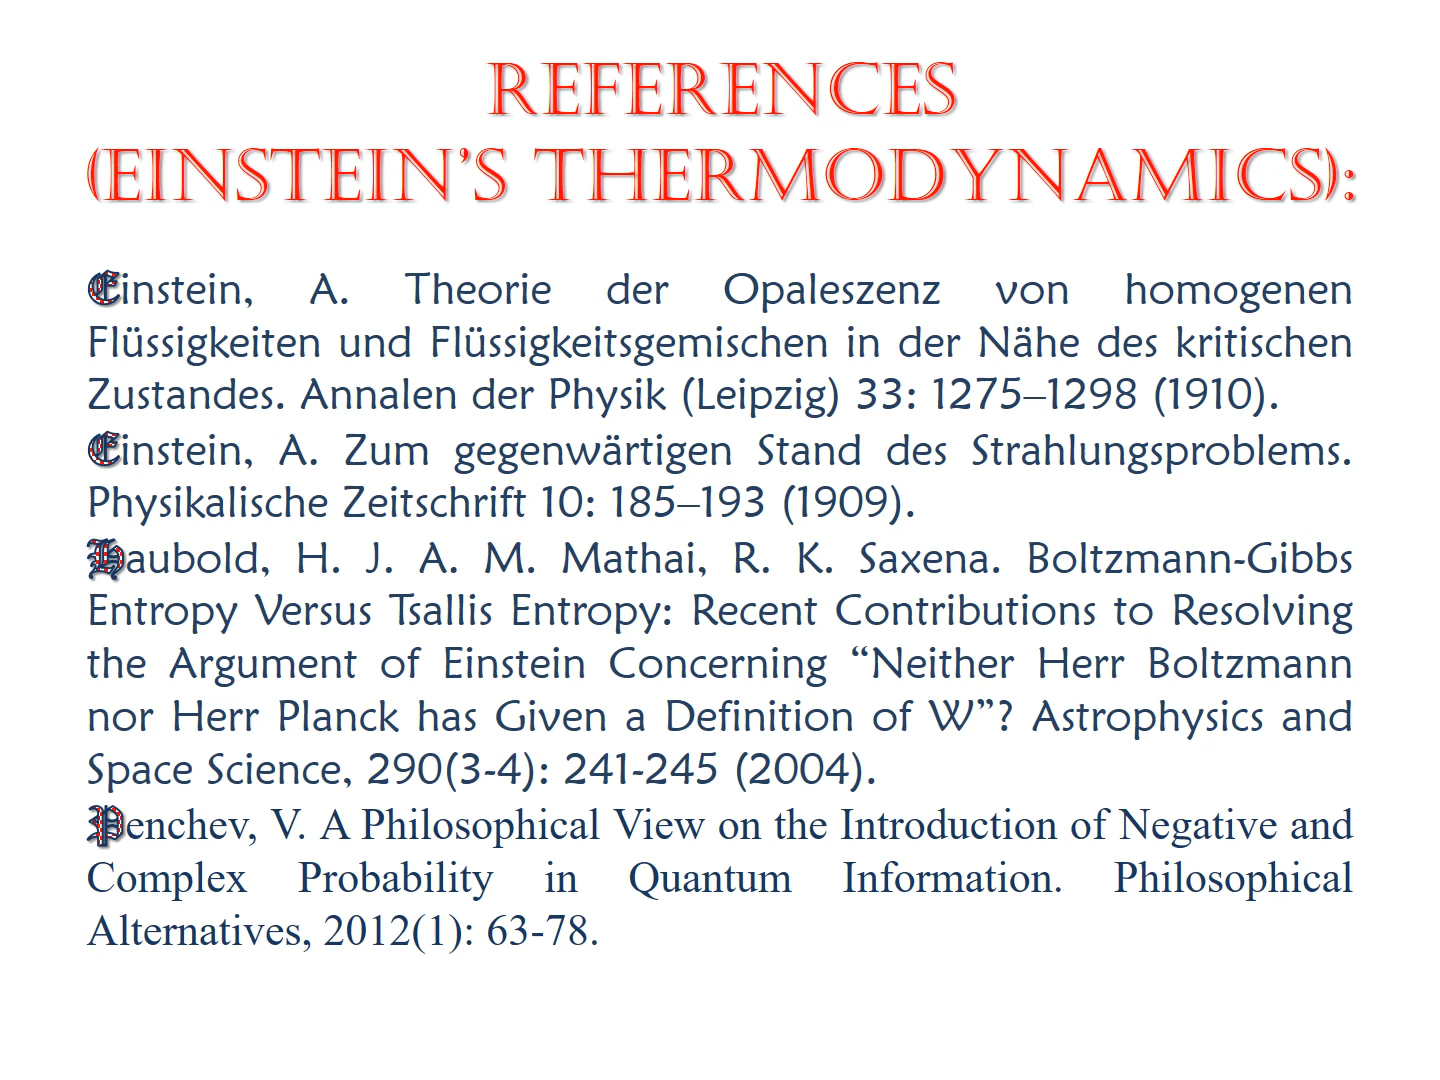 REFERENCES
(EINSTEIN’S THERMODYNAMICS):
Einstein, A. Theorie der Opaleszenz von homogenen
Flüssigkeiten und Flüssigkeitsgemischen in der Nähe des kritischen
Zustandes. Annalen der Physik (Leipzig) 33: 1275–1298 (1910).
Einstein, A. Zum gegenwärtigen Stand des Strahlungsproblems.
Physikalische Zeitschrift 10: 185–193 (1909).
Haubold, H. J. A. M. Mathai, R. K. Saxena. Boltzmann-Gibbs
Entropy Versus Tsallis Entropy: Recent Contributions to Resolving
the Argument of Einstein Concerning “Neither Herr Boltzmann
nor Herr Planck has Given a Definition of W”? Astrophysics and
Space Science, 290(3-4): 241-245 (2004).
Penchev, V. A Philosophical View on the Introduction of Negative and
Complex Probability in Quantum Information. Philosophical
Alternatives, 2012(1): 63-78.